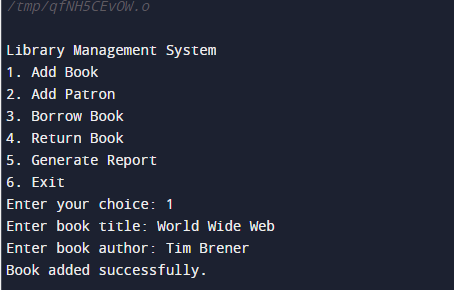 /tmp/qfNH5CEvOW.o
Library Management System
1. Add Book
2. Add Patron
3. Borrow Book
4. Return Book
5. Generate Report
6. Exit
Enter your choice: 1
Enter book title: World Wide Web
Enter book author: Tim Brener
Book added successfully.